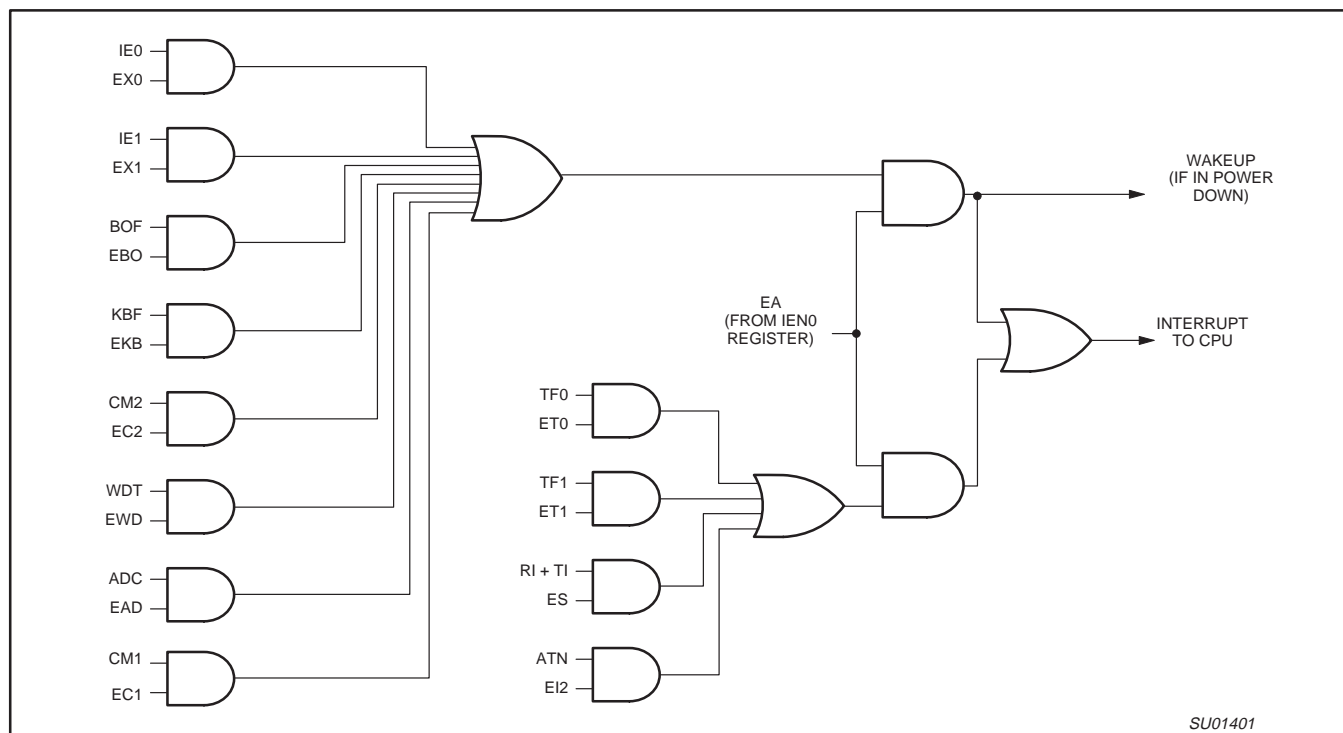 IE0
EX0
IE1
EX1
BOF
EBO
KBF
EKB
CM2
EC2
WDT
EWD
ADC
EAD
CM1
EC1
EA
(FROM IEN0
REGISTER)
TF0
ET0
TF1
ET1
RI + TI
ES
ATN
EI2
WAKEUP
(IF IN POWER
DOWN)
INTERRUPT
TO CPU
SU01401